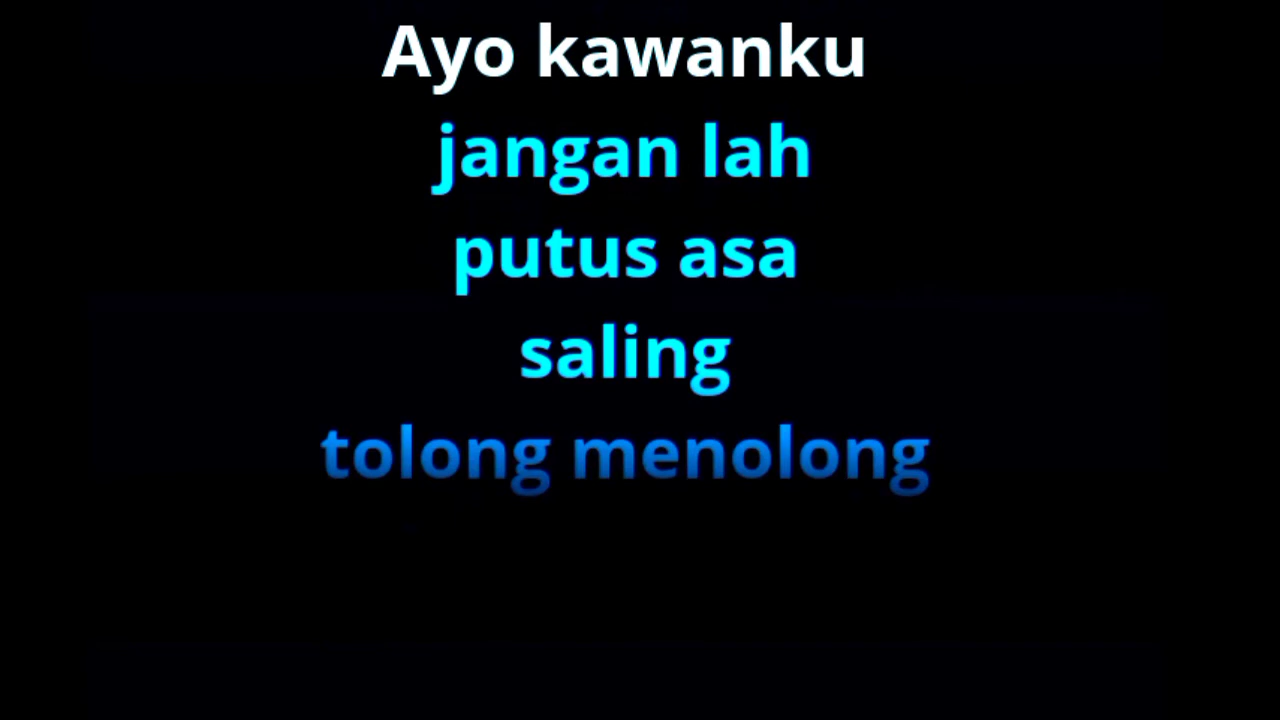 Ayo kawanku
jangan lah
putus asa
saling
tolong menolong